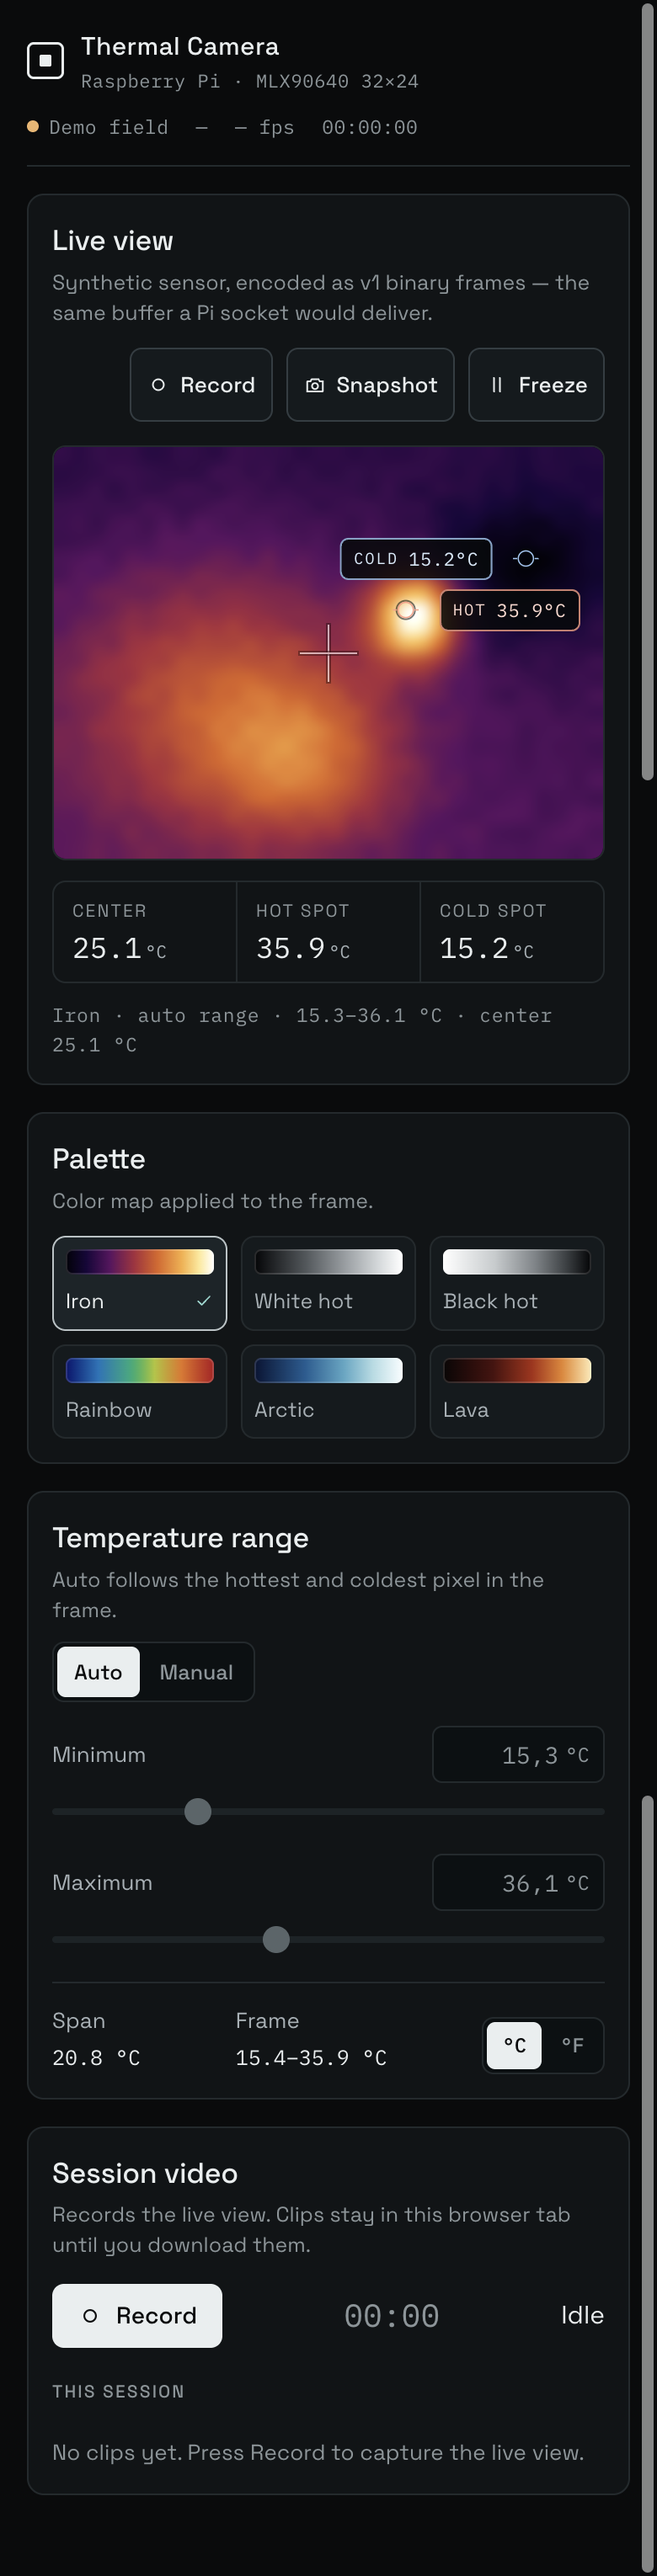 Thermal Camera
Raspberry Pi · MLX90640 32×24
Demo field — — fps 00:00:00
Live view
Synthetic sensor, encoded as v1 binary frames — the
same buffer a Pi socket would deliver.
Record Snapshot Freeze
COLD 15.2°C
HOT 35.9°C
CENTER HOT SPOT COLD SPOT
25.1 °C 35.9 °C 15.2 °C
Iron · auto range · 15.3–36.1 °C · center
25.1 °C
Palette
Color map applied to the frame.
Iron White hot Black hot
Rainbow Arctic Lava
Temperature range
Auto follows the hottest and coldest pixel in the
frame.
Auto Manual
Minimum 15,3 °C
Maximum 36,1 °C
Span Frame °C °F
20.8 °C 15.4–35.9 °C
Session video
Records the live view. Clips stay in this browser tab
until you download them.
Record 00:00 Idle
THIS SESSION
No clips yet. Press Record to capture the live view.